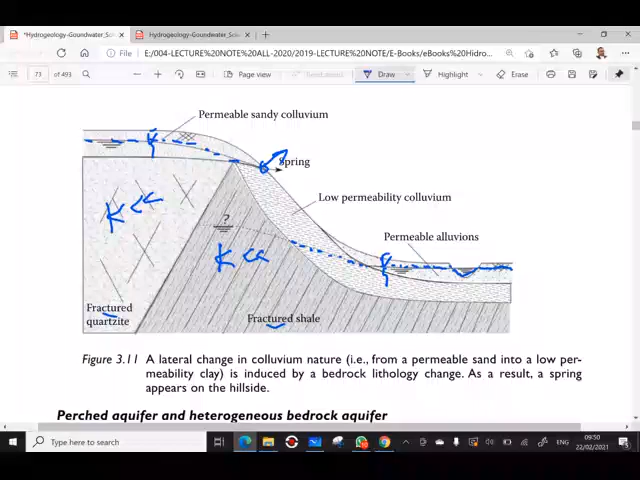 *Hydrogeology-Groundwater_Sc
Hydrogeology-Groundwater_Scie
File
E:/004-LECTURE%20NOTE%20ALL-2020/2019-LECTURE%20NOTE/E-Books/eBooks%20Hidro
73 of 493
Page view
Read aloud
Draw
Highlight
Erase
Permeable sandy colluvium
Spring
Low permeability colluvium
K<<
?
Permeable alluvions
K <<
Fractured quartzite
Fractured shale
Figure 3.11 A lateral change in colluvium nature (i.e., from a permeable sand into a low per-
meability clay) is induced by a bedrock lithology change. As a result, a spring
appears on the hillside.
Perched aquifer and heterogeneous bedrock aquifer
Type here to search
ENG
09:50
22/02/2021